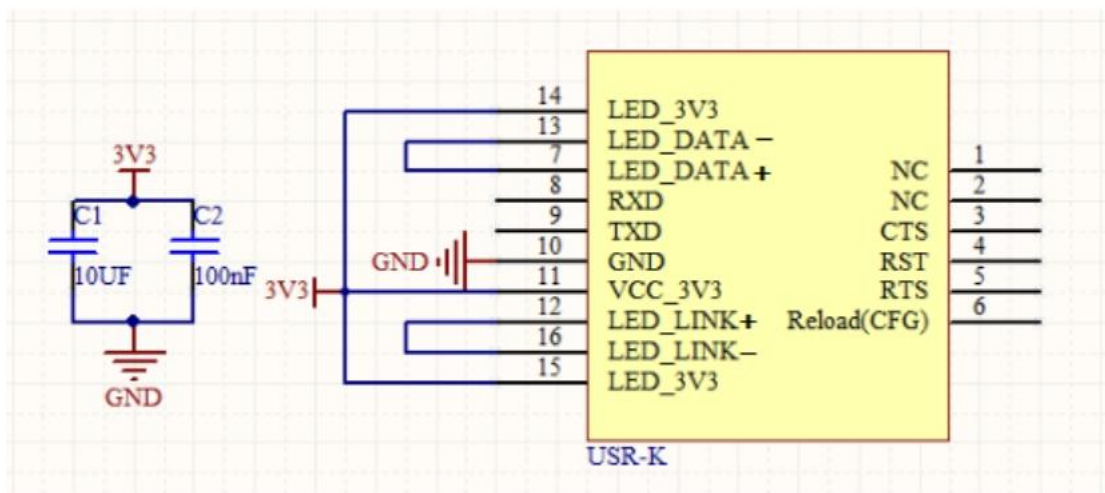 3V3
C1
C2
10UF
100nF
GND
3V3
GND
14
13
7
8
9
10
11
12
16
15
LED_3V3
LED_DATA −
LED_DATA +
RXD
TXD
GND
VCC_3V3
LED_LINK+
LED_LINK−
LED_3V3
NC
NC
CTS
RST
RTS
Reload(CFG)
1
2
3
4
5
6
USR-K